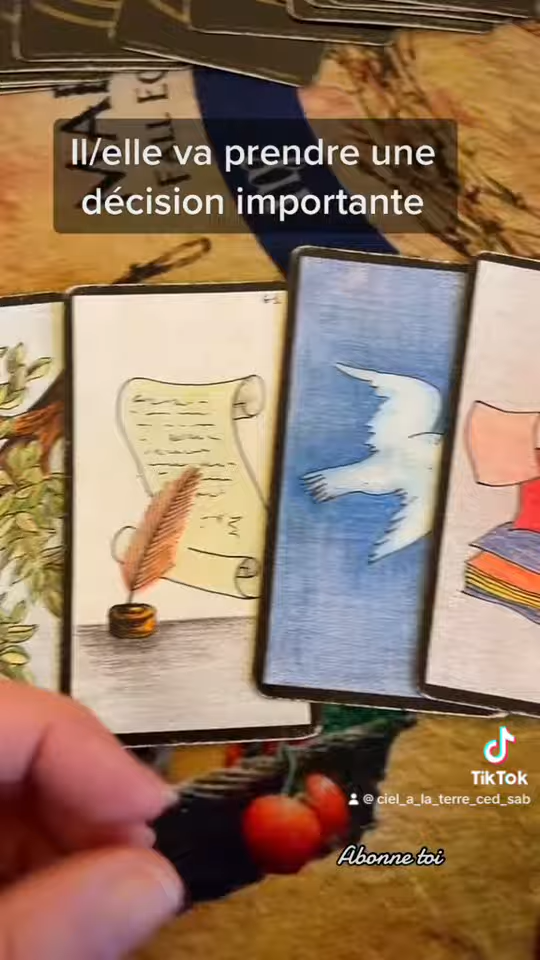 Il/elle va prendre une
décision importante
TikTok
@ciel_a_la_terre_ced_sab
Abonne toi